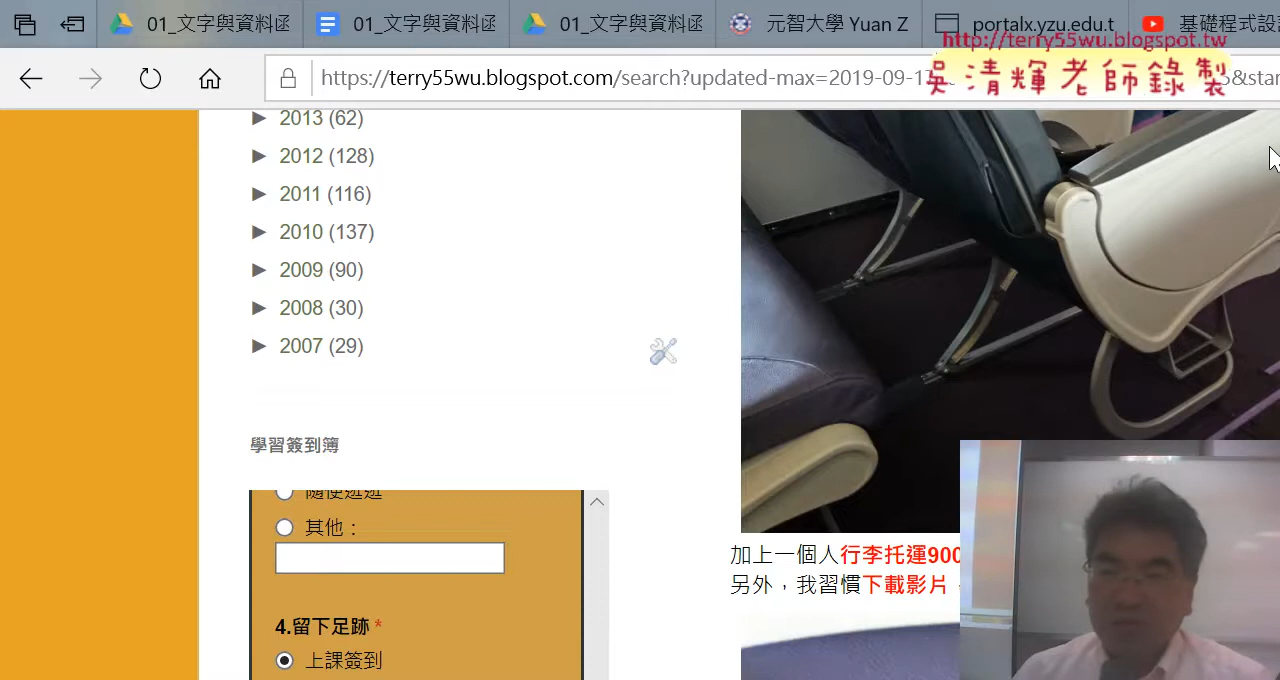 01_文字與資料函
01_文字與資料函
01_文字與資料函
元智大學 Yuan Z
portalx.yzu.edu.t
基礎程式設
http://terry55wu.blogspot.tw
https://terry55wu.blogspot.com/search?updated-max=2019-09-1
&star
吳清輝老師錄製
► 2013 (62)
► 2012 (128)
► 2011 (116)
► 2010 (137)
► 2009 (90)
► 2008 (30)
► 2007 (29)
學習簽到簿
隨便逛逛
其他：
4.留下足跡 *
上課簽到
加上一個人行李托運900
另外，我習慣下載影片